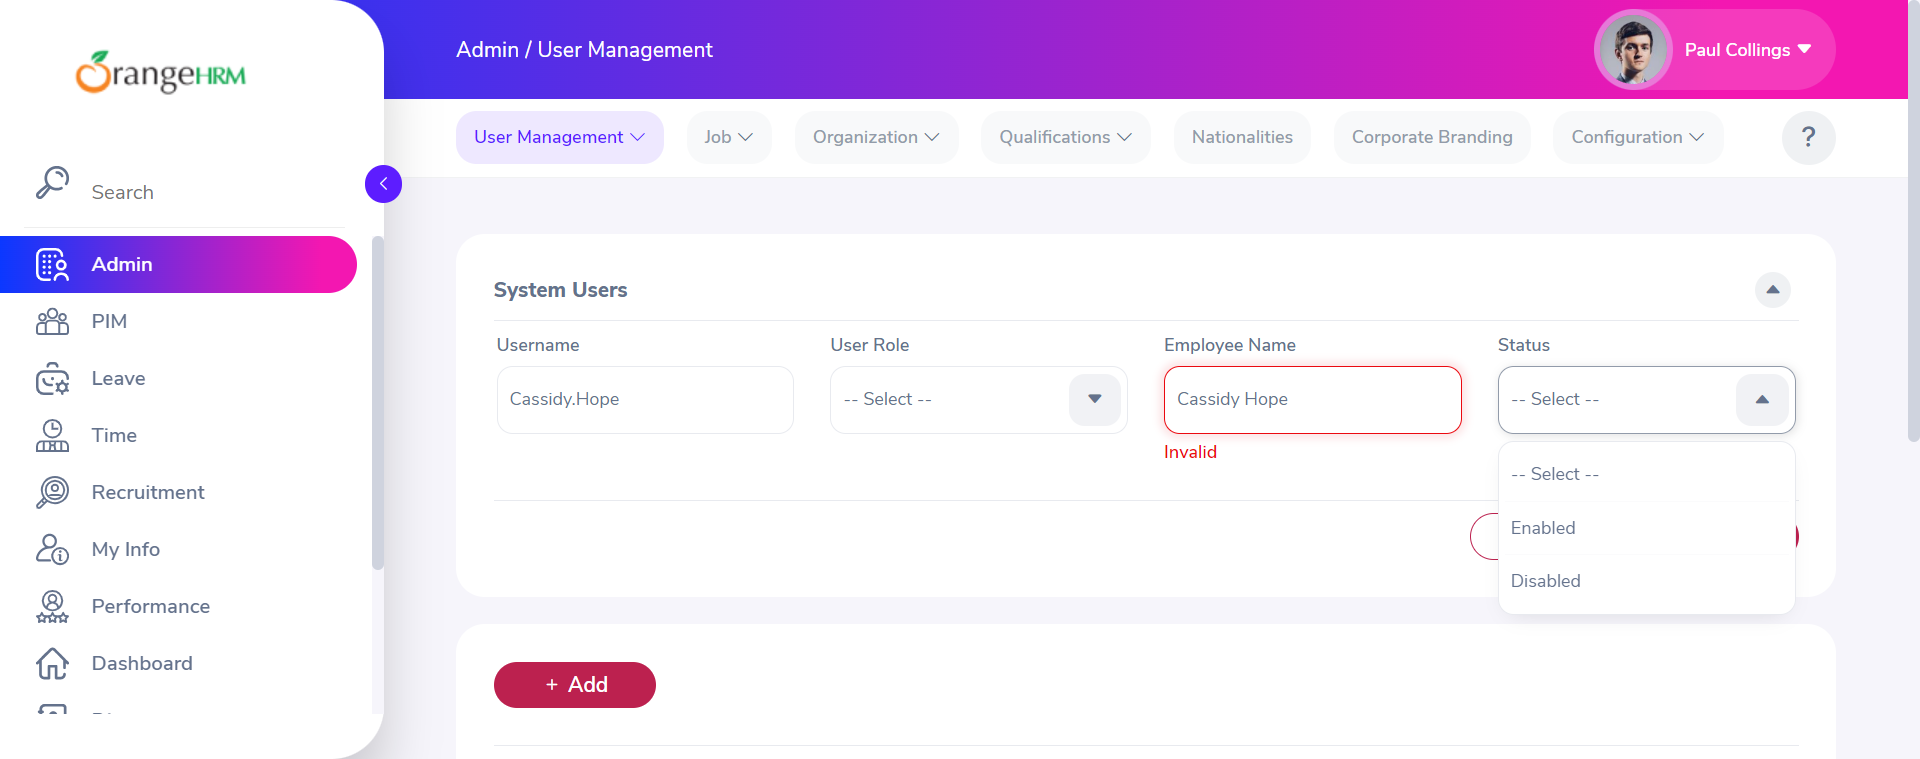 OrangeHRM
Admin / User Management
Paul Collings
User Management
Job
Organization
Qualifications
Nationalities
Corporate Branding
Configuration
?
Search
Admin
PIM
Leave
Time
Recruitment
My Info
Performance
Dashboard
System Users
Username
User Role
Employee Name
Status
Cassidy.Hope
-- Select --
Cassidy Hope
-- Select --
Invalid
-- Select --
Enabled
Disabled
+ Add